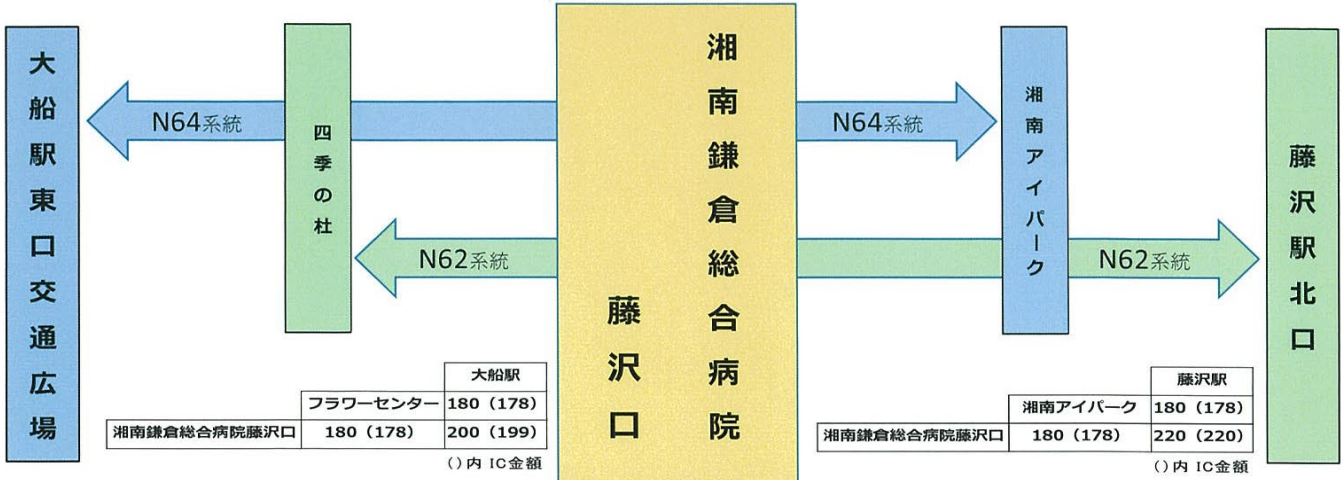 大船駅東口交通広場
N64系統
四季の杜
N62系統
湘南鎌倉総合病院
藤沢口
N64系統
湘南アイパーク
N62系統
藤沢駅北口
大船駅
フラワーセンター 180（178）
湘南鎌倉総合病院藤沢口 180（178） 200（199）
（）内 IC金額
藤沢駅
湘南アイパーク 180（178）
湘南鎌倉総合病院藤沢口 180（178） 220（220）
（）内 IC金額